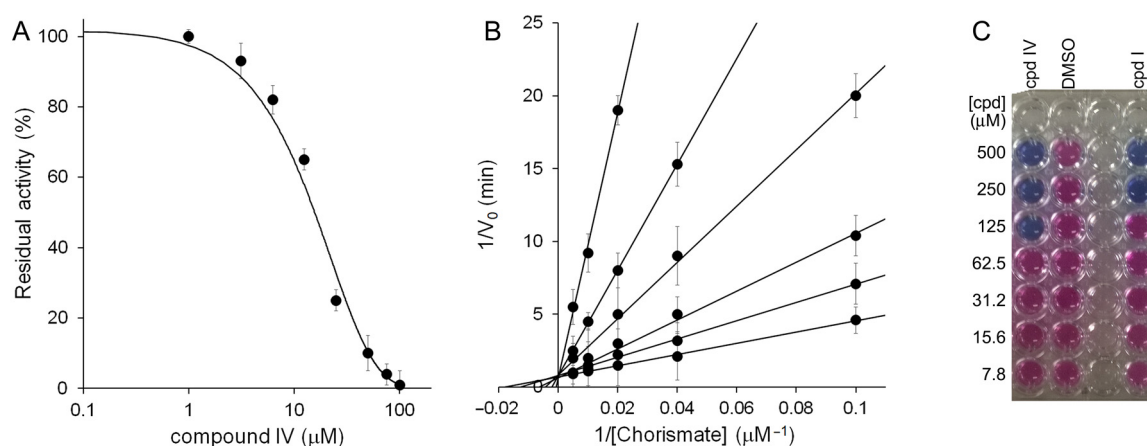 A
Residual activity (%)
100
80
60
40
20
0
0.1
1
10
100
compound IV (μM)
B
1/V₀ (min)
25
20
15
10
5
0
−0.02
0
0.02
0.04
0.06
0.08
0.1
1/[Chorismate] (μM⁻¹)
C
cpd IV
DMSO
cpd I
[cpd]
(μM)
500
250
125
62.5
31.2
15.6
7.8